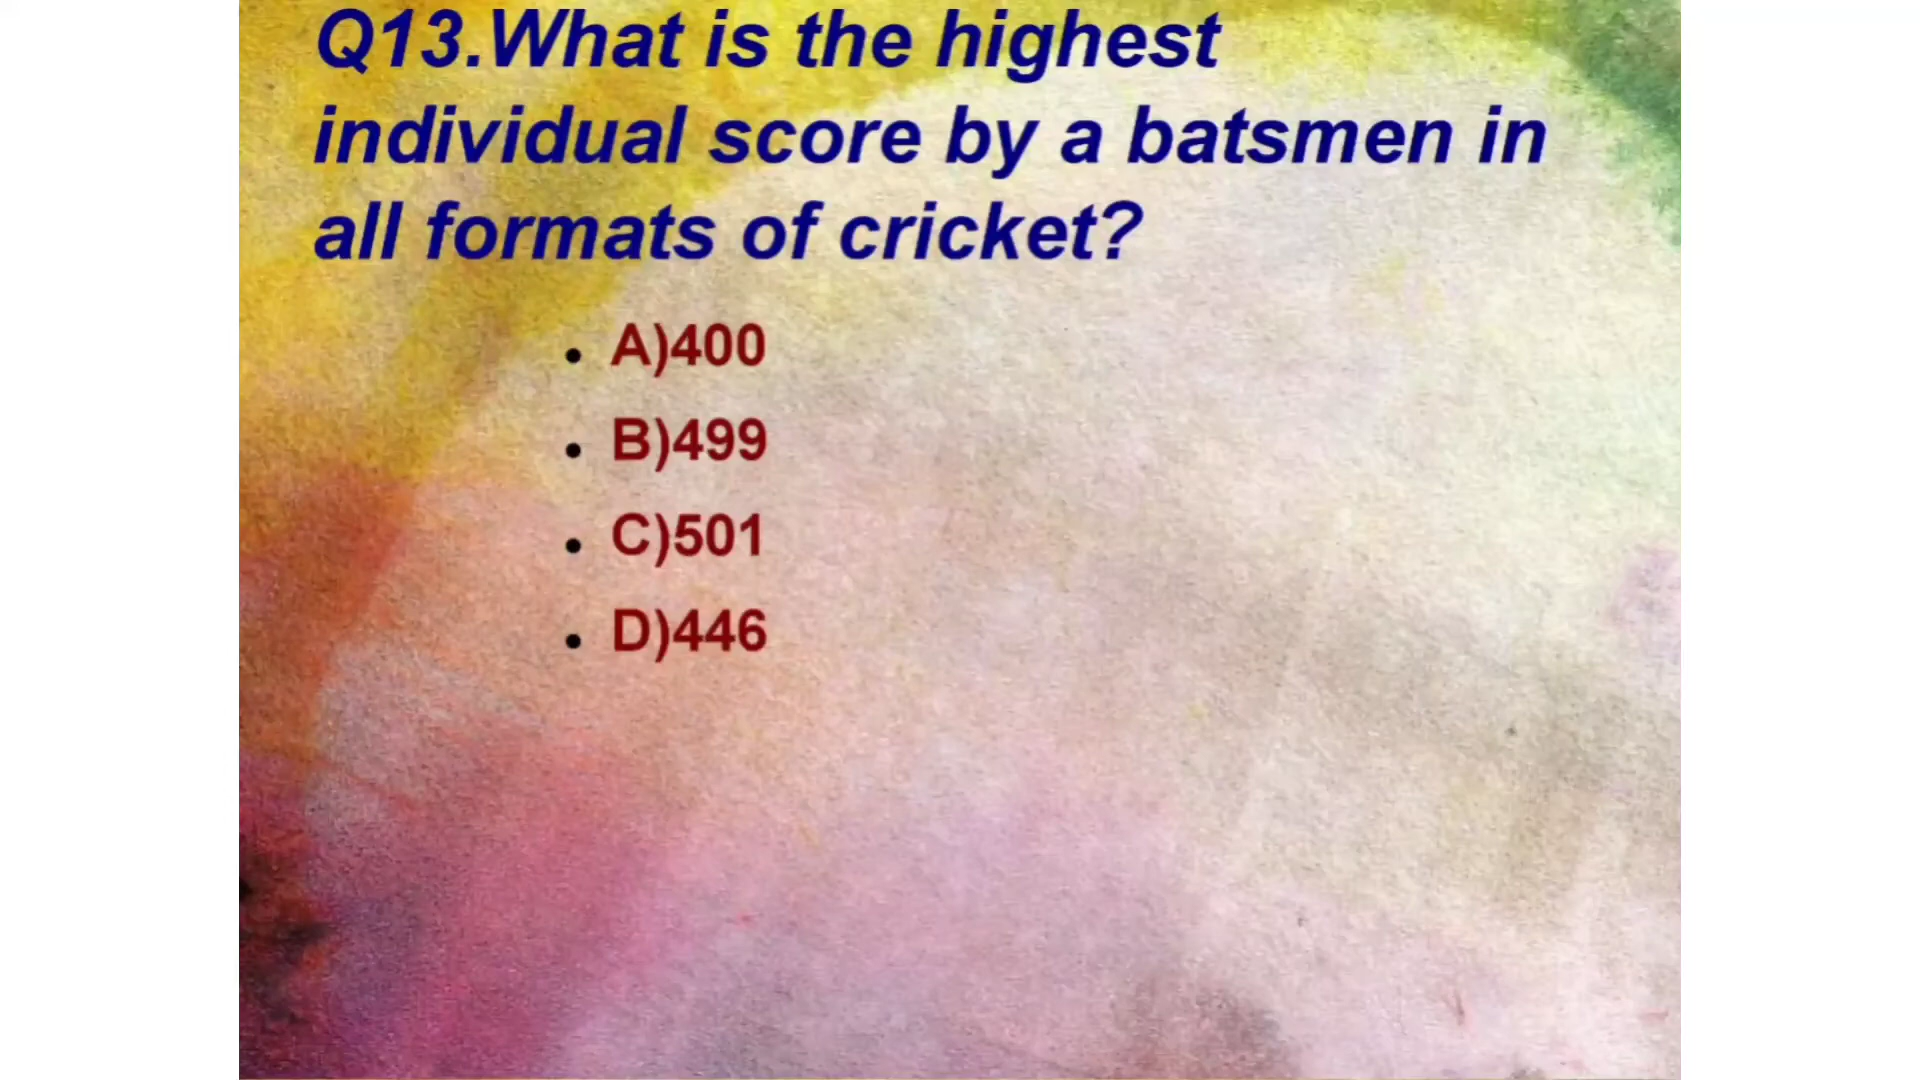 Q13.What is the highest
individual score by a batsmen in
all formats of cricket?
• A)400
• B)499
• C)501
• D)446